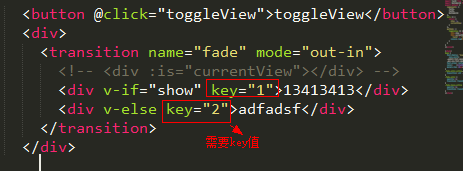 <button @click="toggleView">toggleView</button>
<div>
<transition name="fade" mode="out-in">
<!-- <div :is="currentView"></div> -->
<div v-if="show" key="1">13413413</div>
<div v-else key="2">adfadsf</div>
</transition>
</div>
需要key值